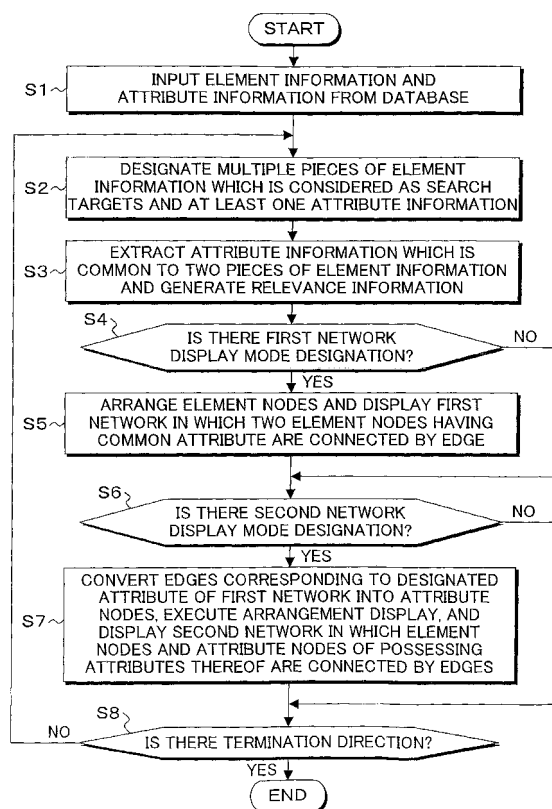 START
S1
INPUT ELEMENT INFORMATION AND
ATTRIBUTE INFORMATION FROM DATABASE
S2
DESIGNATE MULTIPLE PIECES OF ELEMENT
INFORMATION WHICH IS CONSIDERED AS SEARCH
TARGETS AND AT LEAST ONE ATTRIBUTE INFORMATION
S3
EXTRACT ATTRIBUTE INFORMATION WHICH IS
COMMON TO TWO PIECES OF ELEMENT INFORMATION
AND GENERATE RELEVANCE INFORMATION
S4
IS THERE FIRST NETWORK
DISPLAY MODE DESIGNATION?
NO
YES
S5
ARRANGE ELEMENT NODES AND DISPLAY FIRST
NETWORK IN WHICH TWO ELEMENT NODES HAVING
COMMON ATTRIBUTE ARE CONNECTED BY EDGE
S6
IS THERE SECOND NETWORK
DISPLAY MODE DESIGNATION?
NO
YES
S7
CONVERT EDGES CORRESPONDING TO DESIGNATED
ATTRIBUTE OF FIRST NETWORK INTO ATTRIBUTE
NODES, EXECUTE ARRANGEMENT DISPLAY, AND
DISPLAY SECOND NETWORK IN WHICH ELEMENT
NODES AND ATTRIBUTE NODES OF POSSESSING
ATTRIBUTES THEREOF ARE CONNECTED BY EDGES
S8
NO
IS THERE TERMINATION DIRECTION?
YES
END